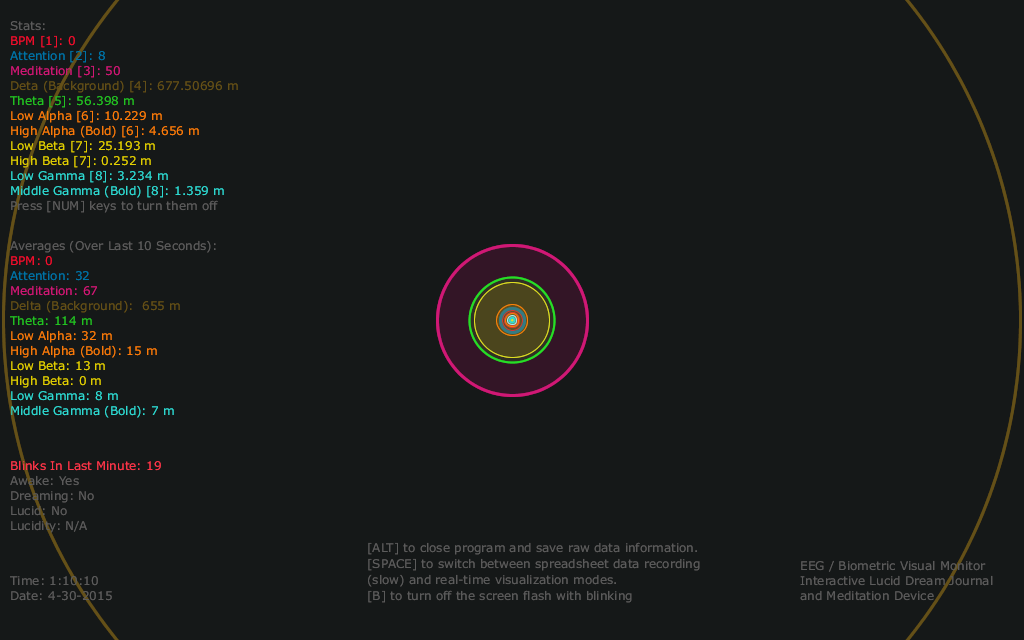 Stats:
BPM [1]: 0
Attention [2]: 8
Meditation [3]: 50
Deta (Background) [4]: 677.50696 m
Theta [5]: 56.398 m
Low Alpha [6]: 10.229 m
High Alpha (Bold) [6]: 4.656 m
Low Beta [7]: 25.193 m
High Beta [7]: 0.252 m
Low Gamma [8]: 3.234 m
Middle Gamma (Bold) [8]: 1.359 m
Press [NUM] keys to turn them off
Averages (Over Last 10 Seconds):
BPM: 0
Attention: 32
Meditation: 67
Delta (Background): 655 m
Theta: 114 m
Low Alpha: 32 m
High Alpha (Bold): 15 m
Low Beta: 13 m
High Beta: 0 m
Low Gamma: 8 m
Middle Gamma (Bold): 7 m
Blinks In Last Minute: 19
Awake: Yes
Dreaming: No
Lucid: No
Lucidity: N/A
Time: 1:10:10
Date: 4-30-2015
[ALT] to close program and save raw data information.
[SPACE] to switch between spreadsheet data recording
(slow) and real-time visualization modes.
[B] to turn off the screen flash with blinking
EEG / Biometric Visual Monitor
Interactive Lucid Dream Journal
and Meditation Device